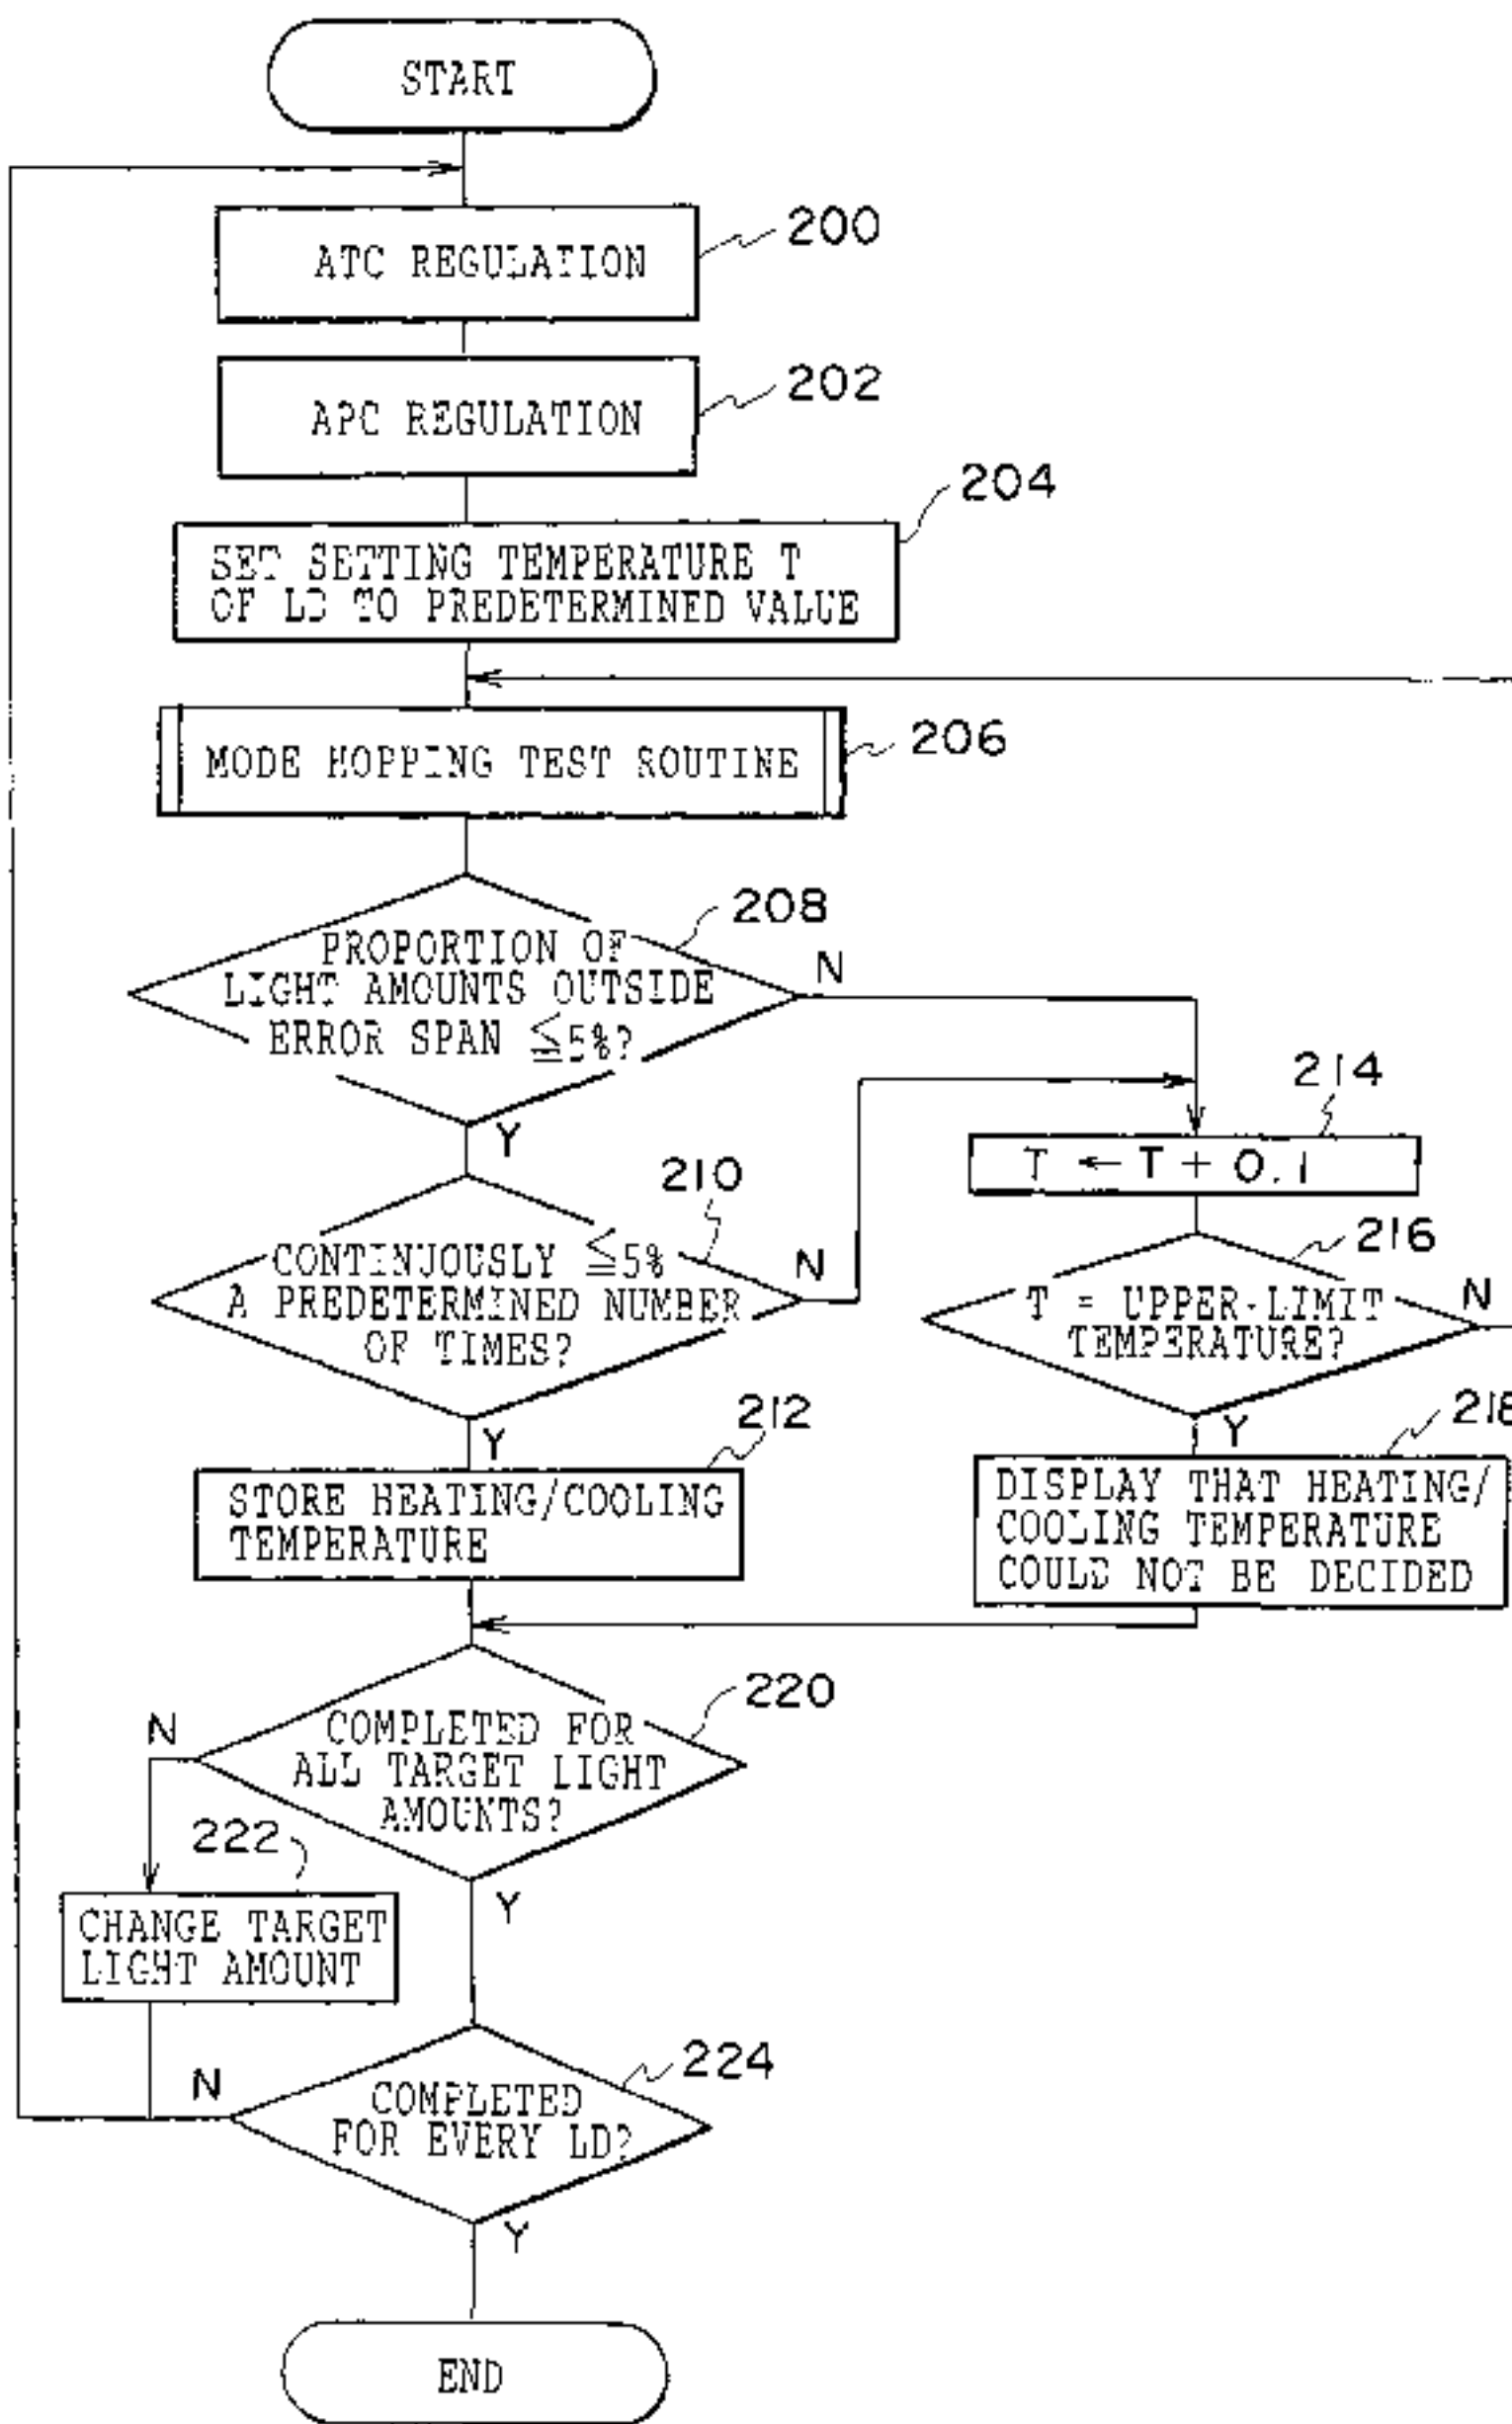 START
200
ATC REGULATION
202
APC REGULATION
204
SET SETTING TEMPERATURE T
OF LD TO PREDETERMINED VALUE
206
MODE HOPPING TEST ROUTINE
208
PROPORTION OF
LIGHT AMOUNTS OUTSIDE
ERROR SPAN ≦5%?
N
Y
210
CONTINUOUSLY ≦5%
A PREDETERMINED NUMBER
OF TIMES?
N
Y
214
T ← T + 0.1
216
T = UPPER-LIMIT
TEMPERATURE?
N
Y
212
STORE HEATING/COOLING
TEMPERATURE
218
DISPLAY THAT HEATING/
COOLING TEMPERATURE
COULD NOT BE DECIDED
220
COMPLETED FOR
ALL TARGET LIGHT
AMOUNTS?
N
Y
222
CHANGE TARGET
LIGHT AMOUNT
224
COMPLETED
FOR EVERY LD?
N
Y
END